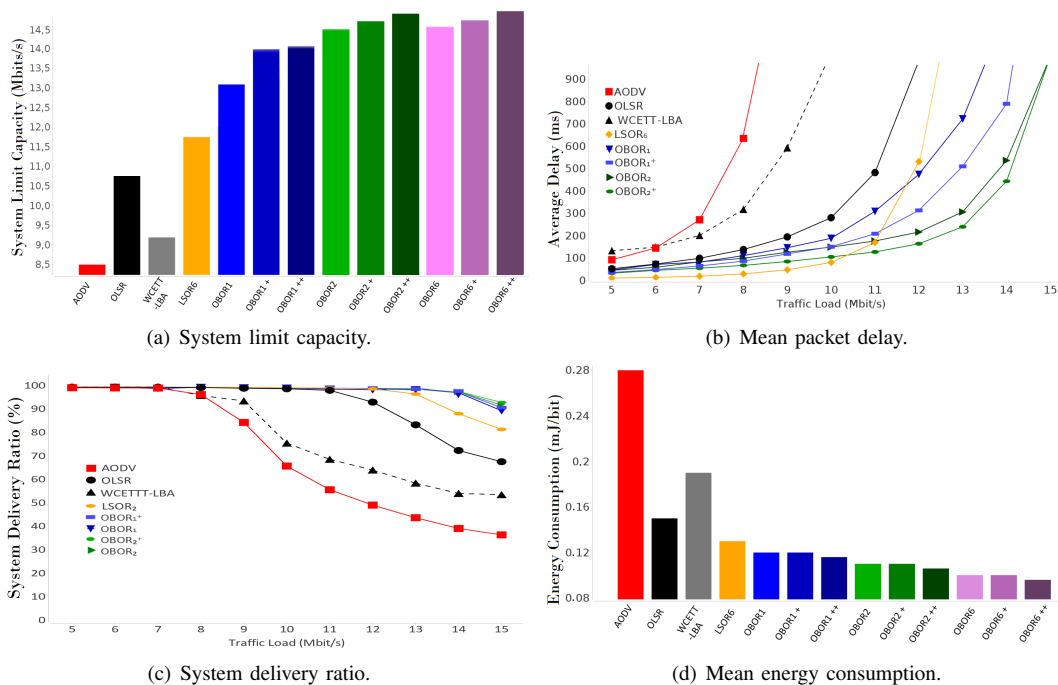 System Limit Capacity (Mbits/s)
14,5
13,5
13,0
12,5
12,0
11,5
11,0
10,5
10,0
9,5
9,0
8,5
AODV
OLSR
WCETT
-LBA
LSOR6
OBOR1
OBOR1 +
OBOR1 ++
OBOR2
OBOR2 +
OBOR2 ++
OBOR6
OBOR6 +
OBOR6 ++
(a) System limit capacity.
Average Delay (ms)
900
800
700
600
500
400
300
200
100
0
AODV
OLSR
WCETT-LBA
LSOR₆
OBOR₁
OBOR₁⁺
OBOR₂
OBOR₂⁺
5 6 7 8 9 10 11 12 13 14 15
Traffic Load (Mbit/s)
(b) Mean packet delay.
System Delivery Ratio (%)
100
90
80
70
60
50
40
30
20
10
0
AODV
OLSR
WCETTT-LBA
LSOR₂
OBOR₁⁺
OBOR₁
OBOR₂⁺
OBOR₂
5 6 7 8 9 10 11 12 13 14 15
Traffic Load (Mbit/s)
(c) System delivery ratio.
Energy Consumption (mJ/bit)
0.28
0.24
0.2
0.16
0.12
0.08
AODV
OLSR
WCETT
-LBA
LSOR6
OBOR1
OBOR1 +
OBOR1 ++
OBOR2
OBOR2 +
OBOR2 ++
OBOR6
OBOR6 +
OBOR6 ++
(d) Mean energy consumption.